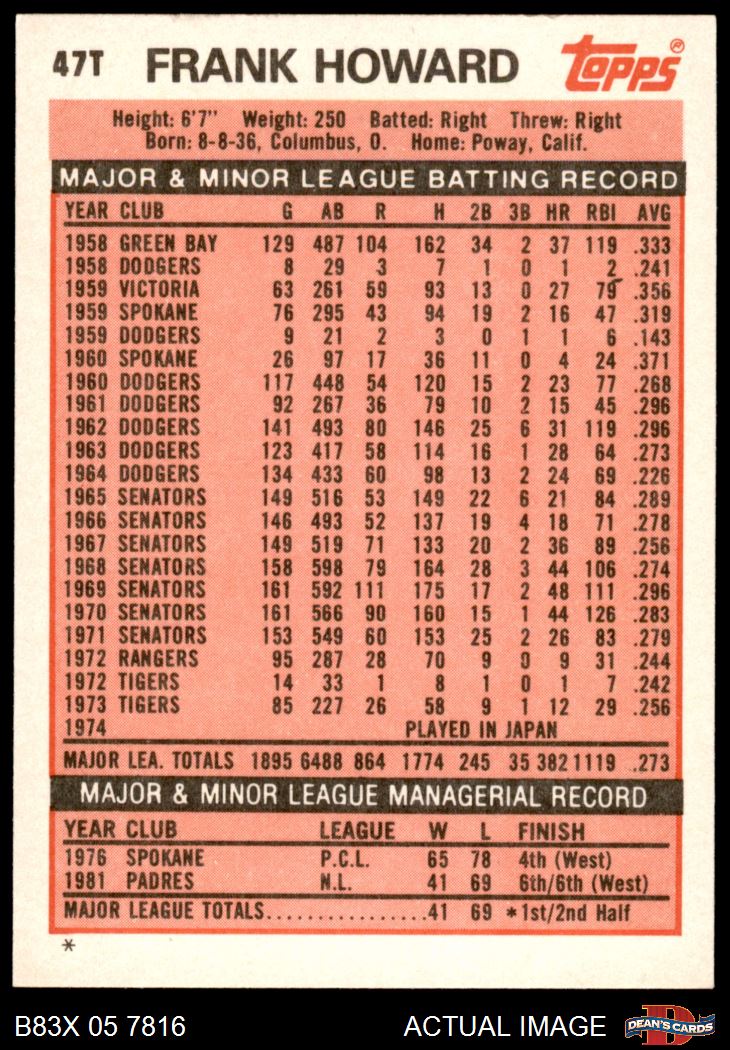 47T FRANK HOWARD topps®
Height: 6'7" Weight: 250 Batted: Right Threw: Right
Born: 8-8-36, Columbus, O. Home: Poway, Calif.
MAJOR & MINOR LEAGUE BATTING RECORD
YEAR CLUB G AB R H 2B 3B HR RBI AVG
1958 GREEN BAY 129 487 104 162 34 2 37 119 .333
1958 DODGERS 8 29 3 7 1 0 1 2 .241
1959 VICTORIA 63 261 59 93 13 0 27 79 .356
1959 SPOKANE 76 295 43 94 19 2 16 47 .319
1959 DODGERS 9 21 2 3 0 1 1 6 .143
1960 SPOKANE 26 97 17 36 11 0 4 24 .371
1960 DODGERS 117 448 54 120 15 2 23 77 .268
1961 DODGERS 92 267 36 79 10 2 15 45 .296
1962 DODGERS 141 493 80 146 25 6 31 119 .296
1963 DODGERS 123 417 58 114 16 1 28 64 .273
1964 DODGERS 134 433 60 98 13 2 24 69 .226
1965 SENATORS 149 516 53 149 22 6 21 84 .289
1966 SENATORS 146 493 52 137 19 4 18 71 .278
1967 SENATORS 149 519 71 133 20 2 36 89 .256
1968 SENATORS 158 598 79 164 28 3 44 106 .274
1969 SENATORS 161 592 111 175 17 2 48 111 .296
1970 SENATORS 161 566 90 160 15 1 44 126 .283
1971 SENATORS 153 549 60 153 25 2 26 83 .279
1972 RANGERS 95 287 28 70 9 0 9 31 .244
1972 TIGERS 14 33 1 8 1 0 1 7 .242
1973 TIGERS 85 227 26 58 9 1 12 29 .256
1974 PLAYED IN JAPAN
MAJOR LEA. TOTALS 1895 6488 864 1774 245 35 382 1119 .273
MAJOR & MINOR LEAGUE MANAGERIAL RECORD
YEAR CLUB LEAGUE W L FINISH
1976 SPOKANE P.C.L. 65 78 4th (West)
1981 PADRES N.L. 41 69 6th/6th (West)
MAJOR LEAGUE TOTALS................41 69 *1st/2nd Half
*
B83X 05 7816 ACTUAL IMAGE D DEAN'S CARDS